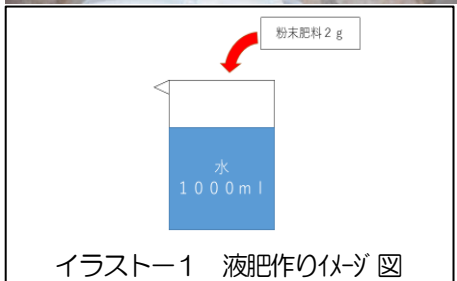 粉末肥料２ｇ
水
１０００ｍｌ
イラストー１　液肥作りｲﾒｰｼﾞ図